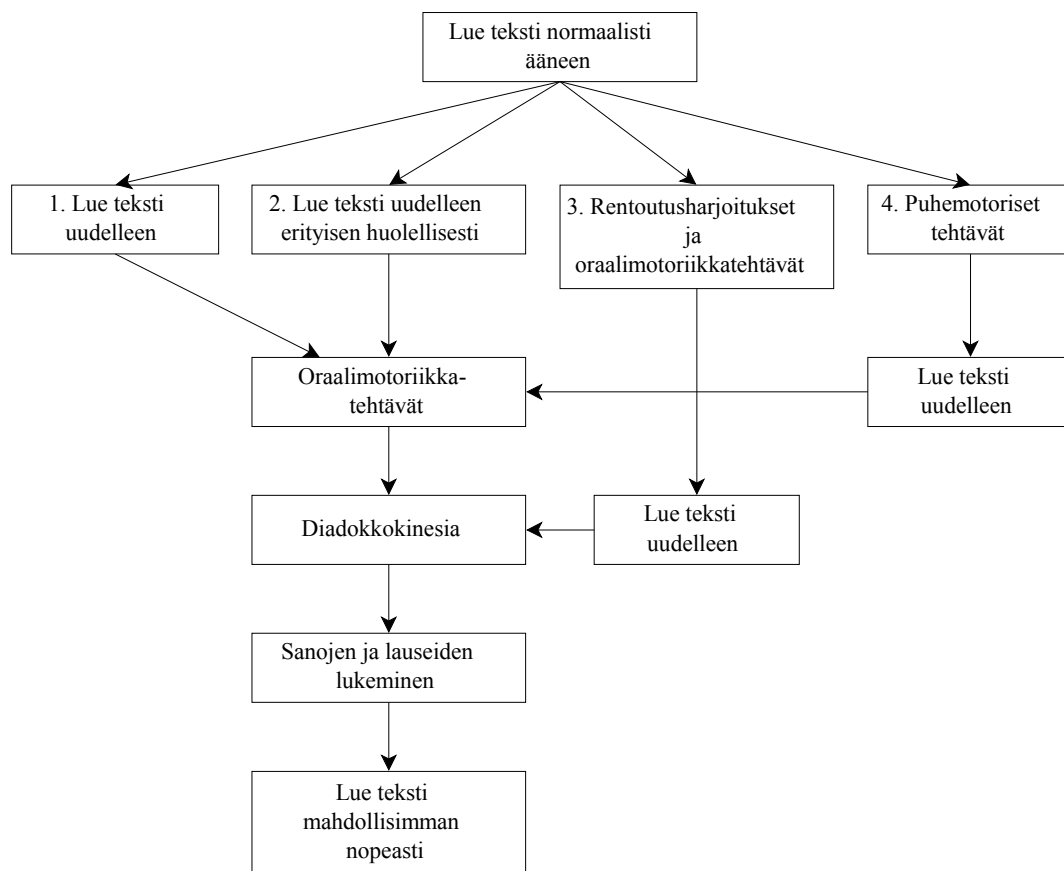 Lue teksti normaalisti
ääneen
1. Lue teksti
uudelleen
2. Lue teksti uudelleen
erityisen huolellisesti
3. Rentoutusharjoitukset
ja
oraalimotoriikkatehtävät
4. Puhemotoriset
tehtävät
Oraalimotoriikka-
tehtävät
Lue teksti
uudelleen
Diadokkokinesia
Lue teksti
uudelleen
Sanojen ja lauseiden
lukeminen
Lue teksti
mahdollisimman
nopeasti